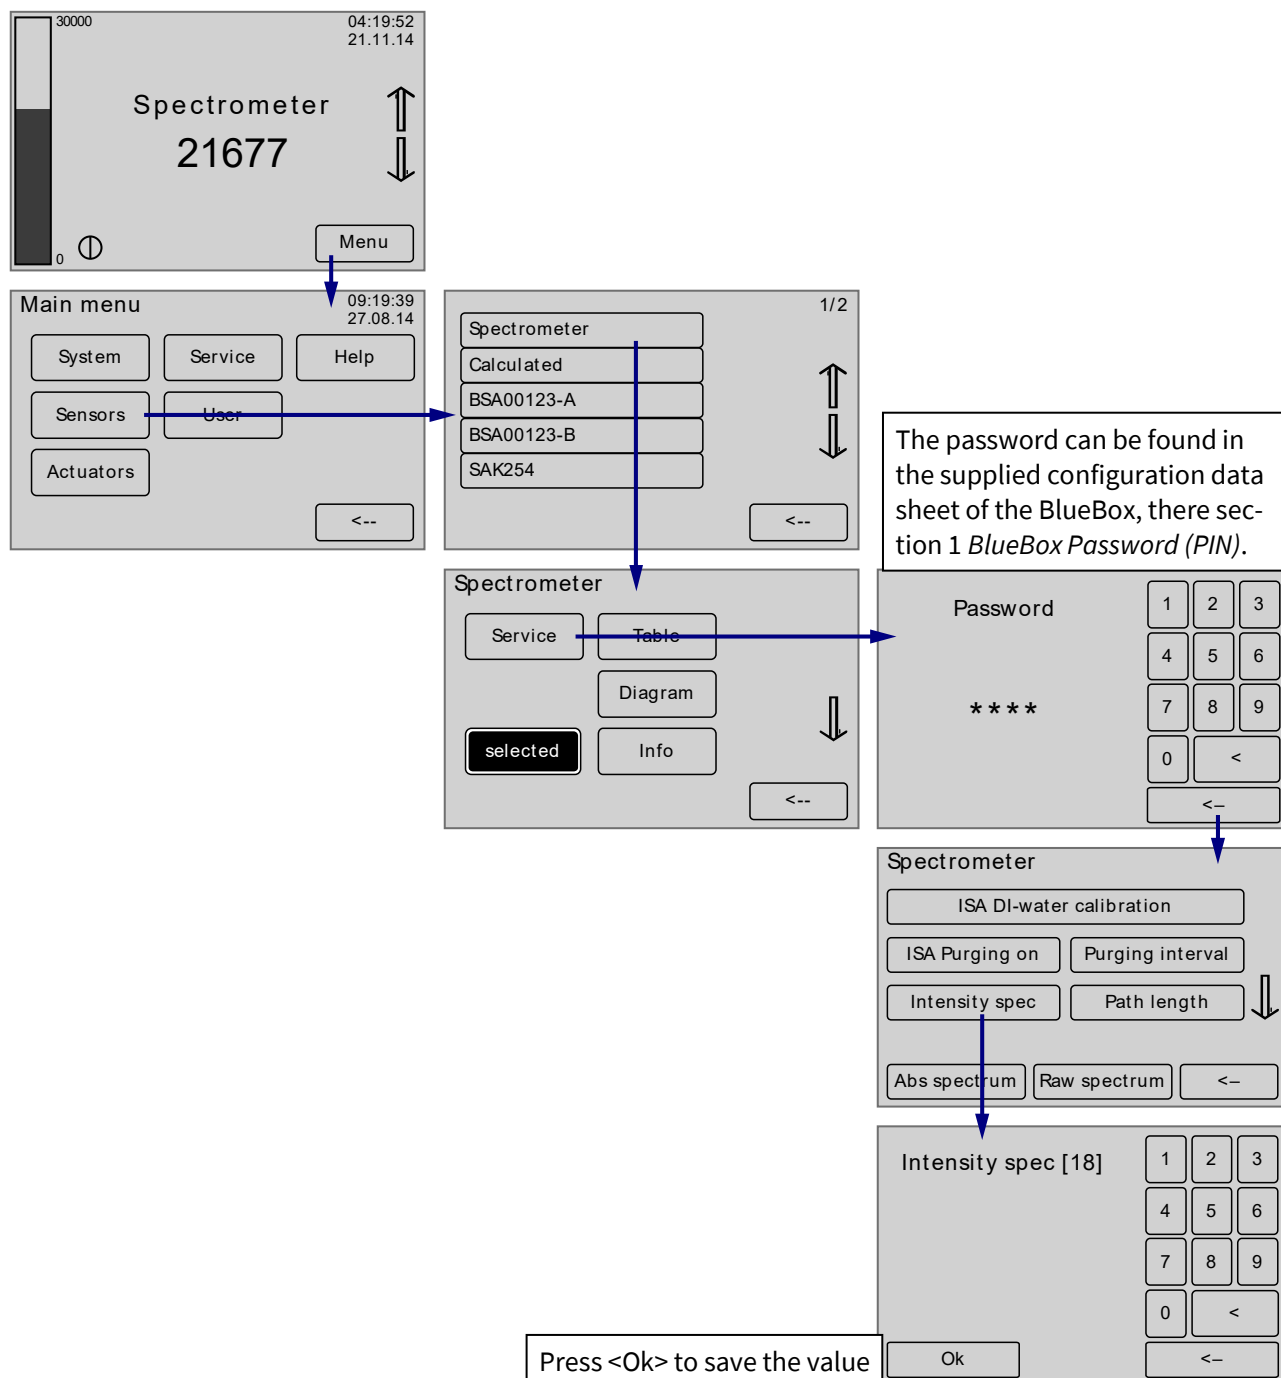 30000
04:19:52
21.11.14
Spectrometer
21677
0
Menu
Main menu
09:19:39
27.08.14
System Service Help
Sensors User
Actuators
<--
1/2
Spectrometer
Calculated
BSA00123-A
BSA00123-B
SAK254
<--
The password can be found in
the supplied configuration data
sheet of the BlueBox, there sec-
tion 1 BlueBox Password (PIN).
Spectrometer
Service Table
Diagram
selected Info
<--
Password
****
1 2 3
4 5 6
7 8 9
0 <
<–
Spectrometer
ISA DI-water calibration
ISA Purging on Purging interval
Intensity spec Path length
Abs spectrum Raw spectrum <–
Intensity spec [18]
1 2 3
4 5 6
7 8 9
0 <
Ok <–
Press <Ok> to save the value